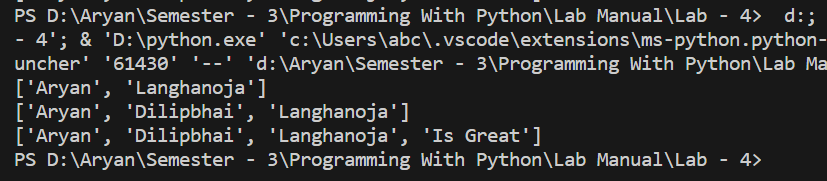 PS D:\Aryan\Semester - 3\Programming With Python\Lab Manual\Lab - 4>  d:;
- 4'; & 'D:\python.exe' 'c:\Users\abc\.vscode\extensions\ms-python.python-
uncher' '61430' '--' 'd:\Aryan\Semester - 3\Programming With Python\Lab Ma
['Aryan', 'Langhanoja']
['Aryan', 'Dilipbhai', 'Langhanoja']
['Aryan', 'Dilipbhai', 'Langhanoja', 'Is Great']
PS D:\Aryan\Semester - 3\Programming With Python\Lab Manual\Lab - 4>